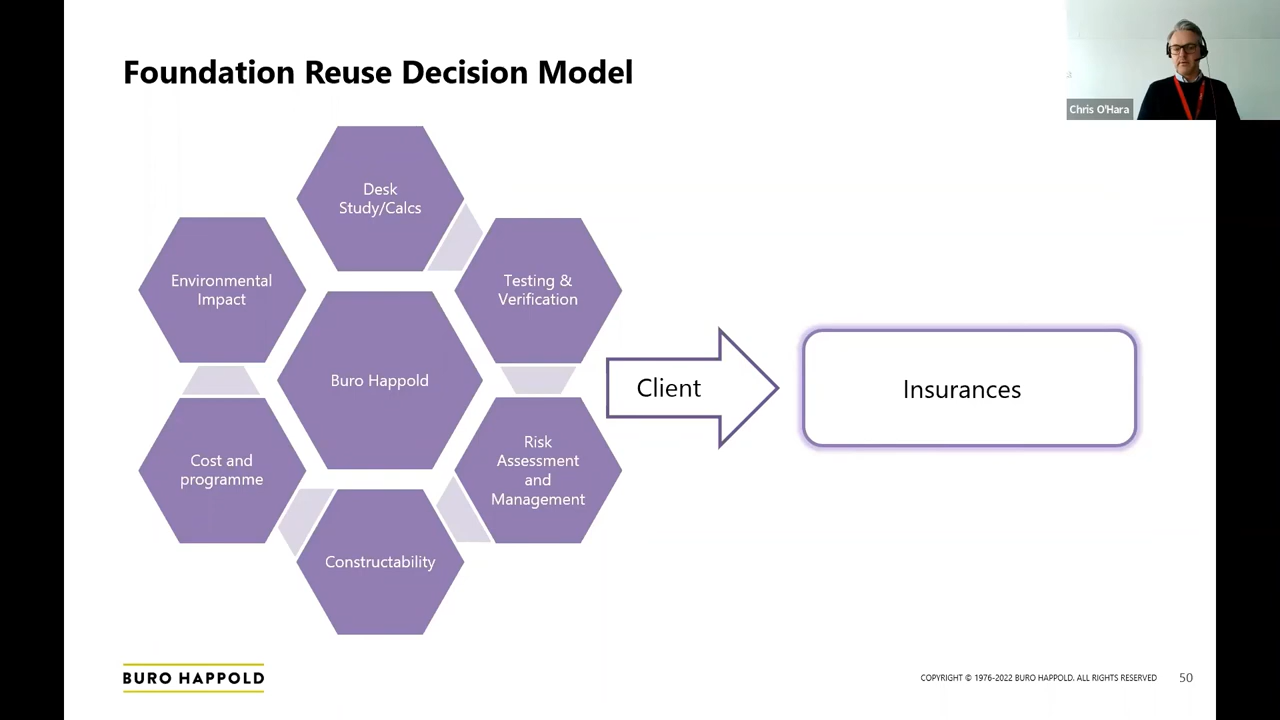 Foundation Reuse Decision Model
Chris O'Hara
Desk
Study/Calcs
Environmental
Impact
Testing &
Verification
Buro Happold
Client
Insurances
Cost and
programme
Risk
Assessment
and
Management
Constructability
BURO HAPPOLD
COPYRIGHT © 1976-2022 BURO HAPPOLD. ALL RIGHTS RESERVED
50